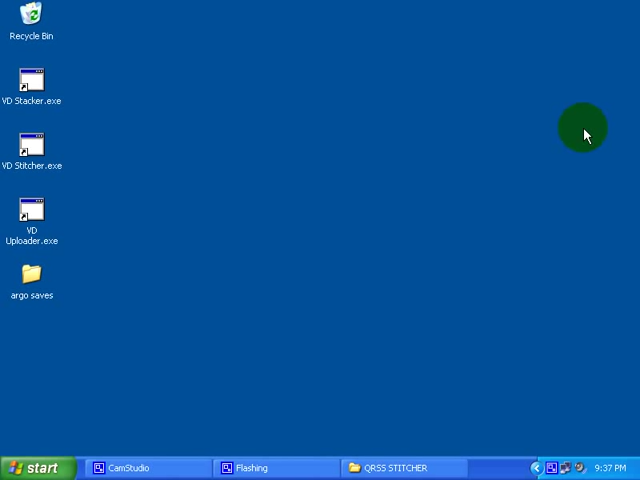 Recycle Bin
VD Stacker.exe
VD Stitcher.exe
VD
Uploader.exe
argo saves
start
CamStudio
Flashing
QRSS STITCHER
9:37 PM